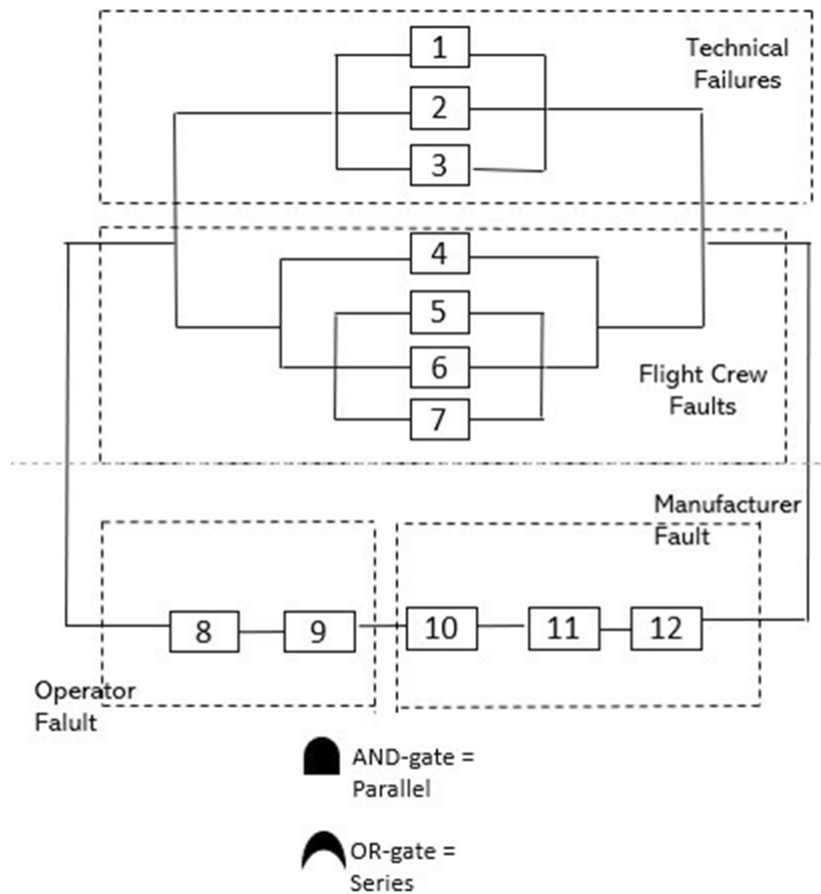 1
Technical
Failures
2
3
4
5
6
7
Flight Crew
Faults
Manufacturer
Fault
8
9
10
11
12
Operator
Falult
AND-gate =
Parallel
OR-gate =
Series